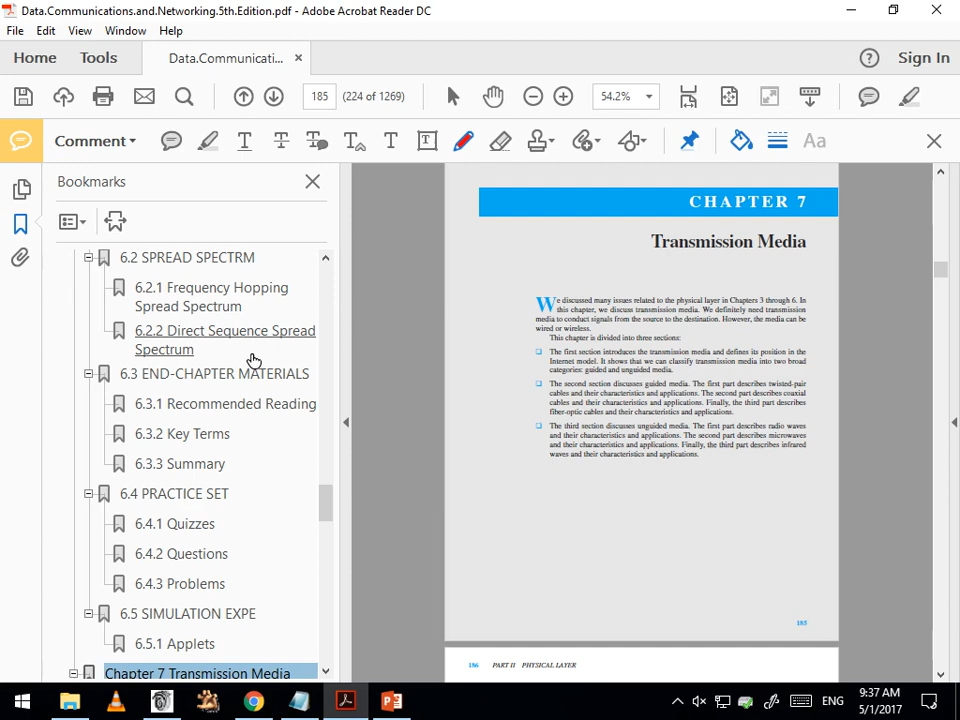 Data.Communications.and.Networking.5th.Edition.pdf - Adobe Acrobat Reader DC
File Edit View Window Help
Home Tools Data.Communicati... × ? Sign In
185 (224 of 1269) 54.2%
Comment Aa
Bookmarks
6.2 SPREAD SPECTRM
6.2.1 Frequency Hopping
Spread Spectrum
6.2.2 Direct Sequence Spread
Spectrum
6.3 END-CHAPTER MATERIALS
6.3.1 Recommended Reading
6.3.2 Key Terms
6.3.3 Summary
6.4 PRACTICE SET
6.4.1 Quizzes
6.4.2 Questions
6.4.3 Problems
6.5 SIMULATION EXPE
6.5.1 Applets
Chapter 7 Transmission Media
CHAPTER 7
Transmission Media
We discussed many issues related to the physical layer in Chapters 3 through 6. In
this chapter, we discuss transmission media. We definitely need transmission
media to conduct signals from the source to the destination. However, the media can be
wired or wireless.
This chapter is divided into three sections:
❑ The first section introduces the transmission media and defines its position in the
Internet model. It shows that we can classify transmission media into two broad
categories: guided and unguided media.
❑ The second section discusses guided media. The first part describes twisted-pair
cables and their characteristics and applications. The second part describes coaxial
cables and their characteristics and applications. Finally, the third part describes
fiber-optic cables and their characteristics and applications.
❑ The third section discusses unguided media. The first part describes radio waves
and their characteristics and applications. The second part describes microwaves
and their characteristics and applications. Finally, the third part describes infrared
waves and their characteristics and applications.
185
186 PART II PHYSICAL LAYER
ENG
9:37 AM
5/1/2017